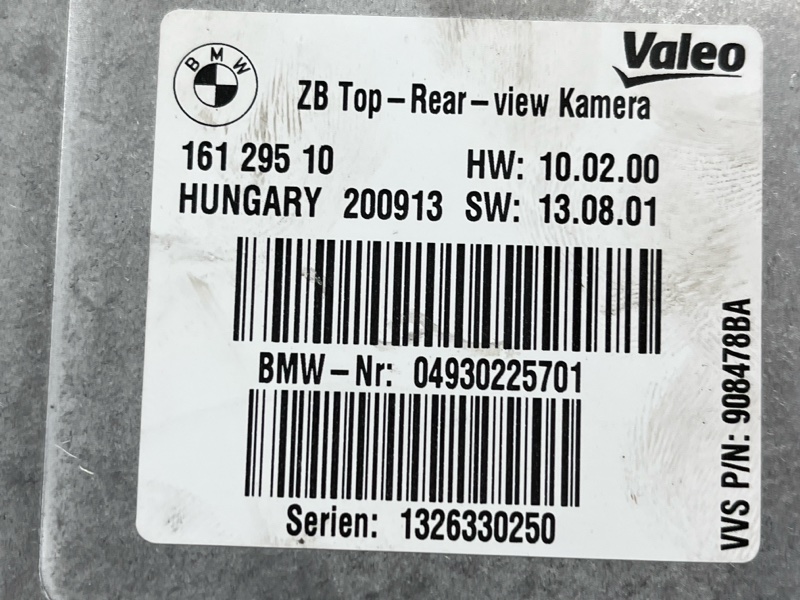 BMW
Valeo
ZB Top-Rear-view Kamera
161 295 10 HW: 10.02.00
HUNGARY 200913 SW: 13.08.01
BMW-Nr: 04930225701
Serien: 1326330250
VVS P/N: 908478BA